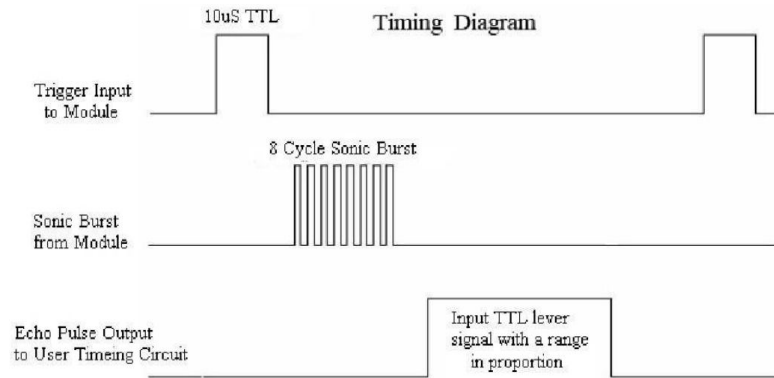 10uS TTL
Timing Diagram
Trigger Input
to Module
8 Cycle Sonic Burst
Sonic Burst
from Module
Echo Pulse Output
to User Timeing Circuit
Input TTL lever
signal with a range
in proportion